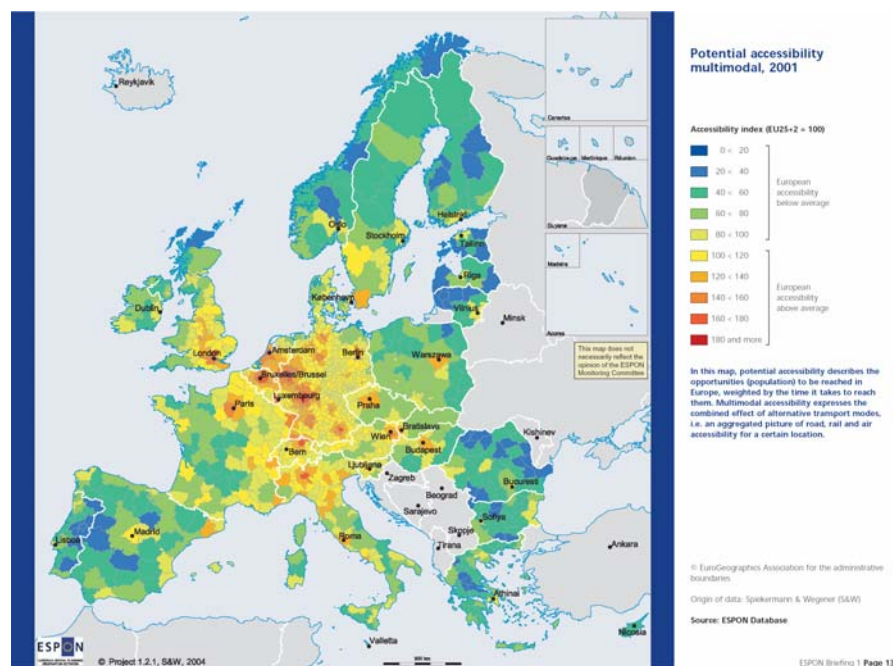 Reykjavik
Canarias
Guadeloupe
Martinique
Réunion
Guyane
Madeira
Acores
Oslo
Helsinki
Stockholm
Tallinn
Riga
Dublin
København
Vilnius
Minsk
London
Amsterdam
Berlin
Warszawa
This map does not
necessarily reflect the
opinion of the ESPON
Monitoring Committee
Bruxelles/Brussel
Luxembourg
Paris
Praha
Kishinev
Bratislava
Wien
Budapest
Bern
Ljubljana
Zagreb
Bucuresti
Beograd
Sarajevo
Sofiya
Skopje
Madrid
Roma
Tirana
Ankara
Lisboa
Athinai
Valletta
Nicosia
ESPON
© Project 1.2.1, S&W, 2004
Potential accessibility
multimodal, 2001
Accessibility index (EU25+2 = 100)
0 < 20
20 < 40
40 < 60
60 < 80
80 < 100
100 < 120
120 < 140
140 < 160
160 < 180
180 and more
European
accessibility
below average
European
accessibility
above average
In this map, potential accessibility describes the
opportunities (population) to be reached in
Europe, weighted by the time it takes to reach
them. Multimodal accessibility expresses the
combined effect of alternative transport modes,
i.e. an aggregated picture of road, rail and air
accessibility for a certain location.
© EuroGeographics Association for the administrative
boundaries
Origin of data: Spiekermann & Wegener (S&W)
Source: ESPON Database
ESPON Briefing 1 Page 13